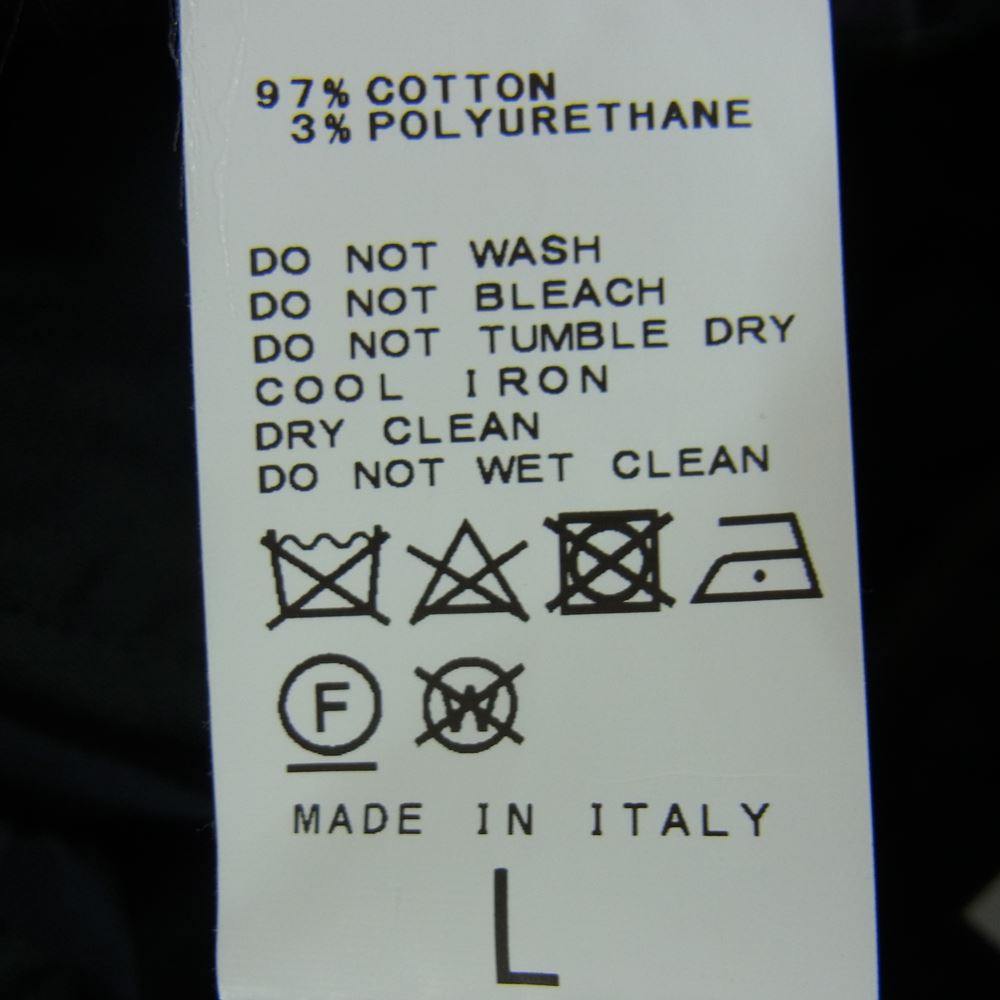 97% COTTON
3% POLYURETHANE
DO NOT WASH
DO NOT BLEACH
DO NOT TUMBLE DRY
COOL IRON
DRY CLEAN
DO NOT WET CLEAN
F W
MADE IN ITALY
L